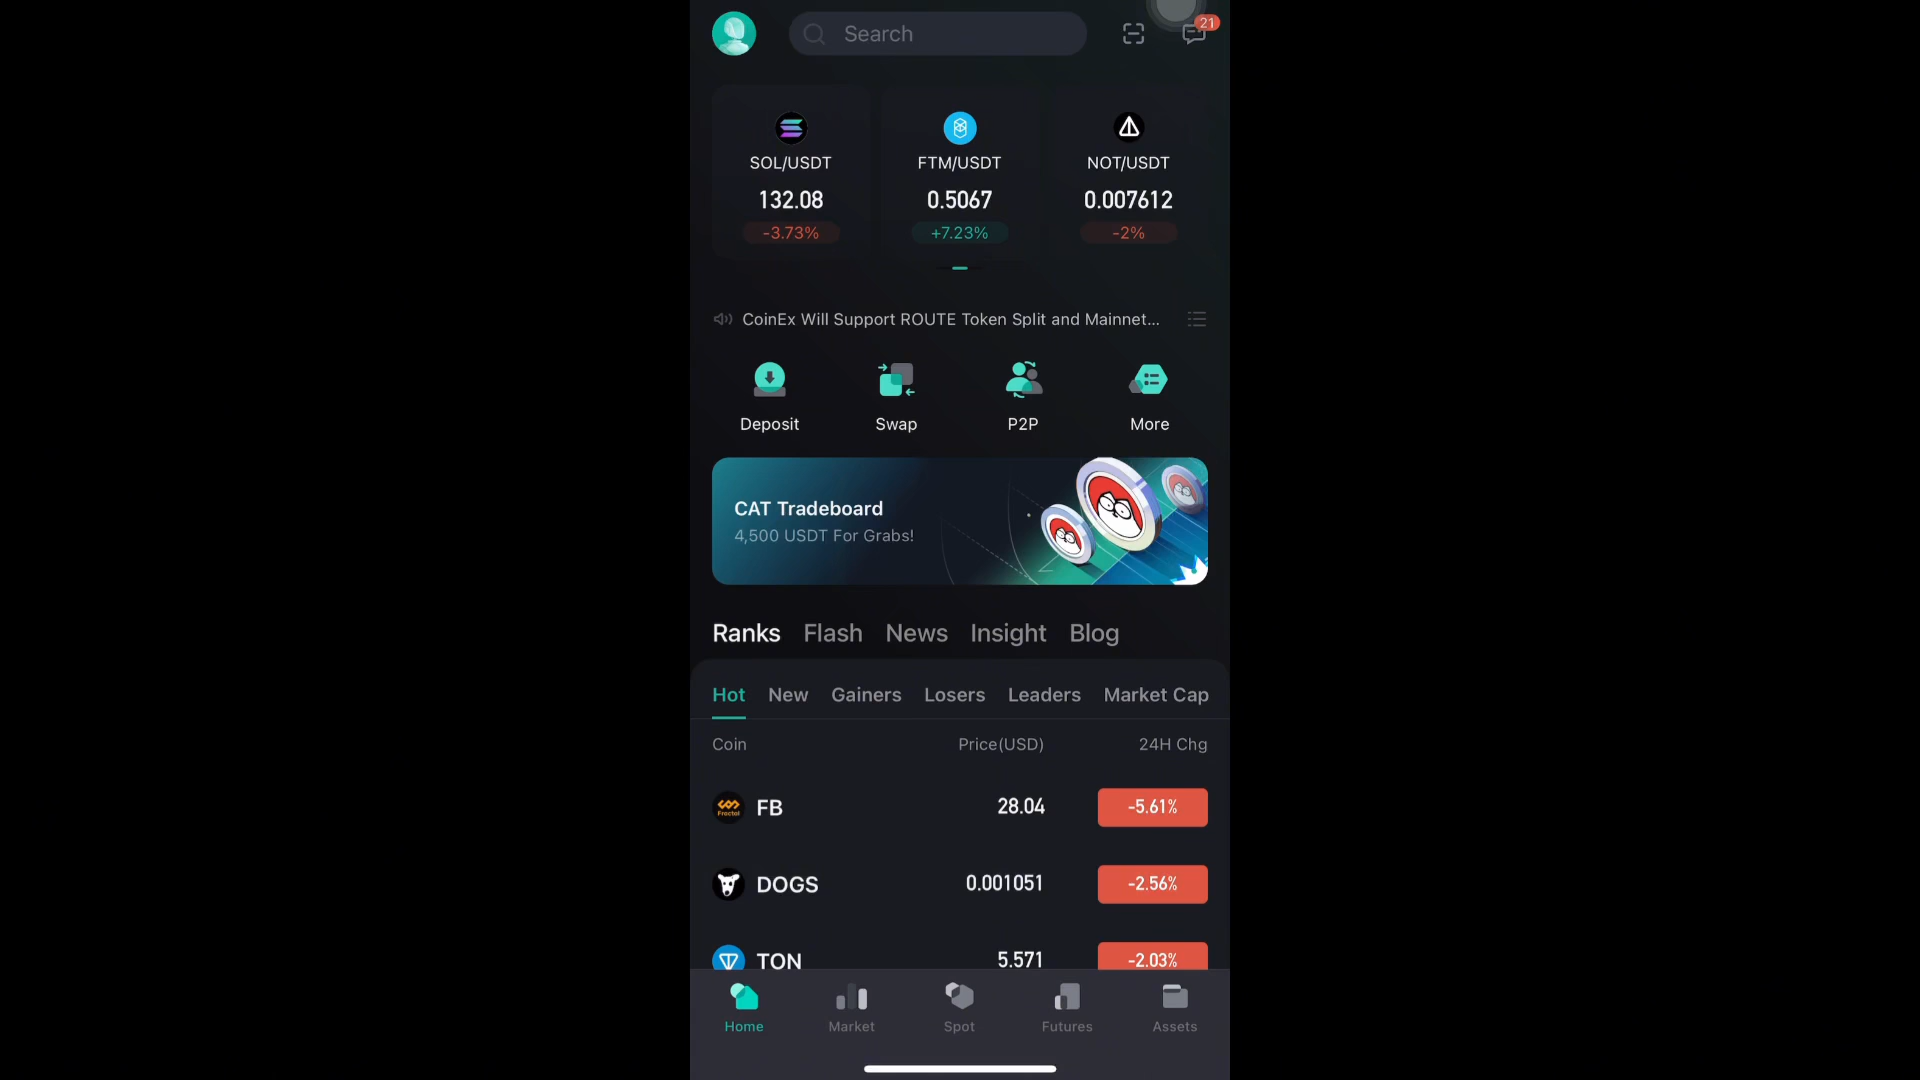 Search
21
SOL/USDT
132.08
-3.73%
FTM/USDT
0.5067
+7.23%
NOT/USDT
0.007612
-2%
CoinEx Will Support ROUTE Token Split and Mainnet...
Deposit
Swap
P2P
More
CAT Tradeboard
4,500 USDT For Grabs!
Ranks Flash News Insight Blog
Hot New Gainers Losers Leaders Market Cap
Coin Price(USD) 24H Chg
Fractal
FB 28.04 -5.61%
DOGS 0.001051 -2.56%
TON 5.571 -2.03%
Home Market Spot Futures Assets